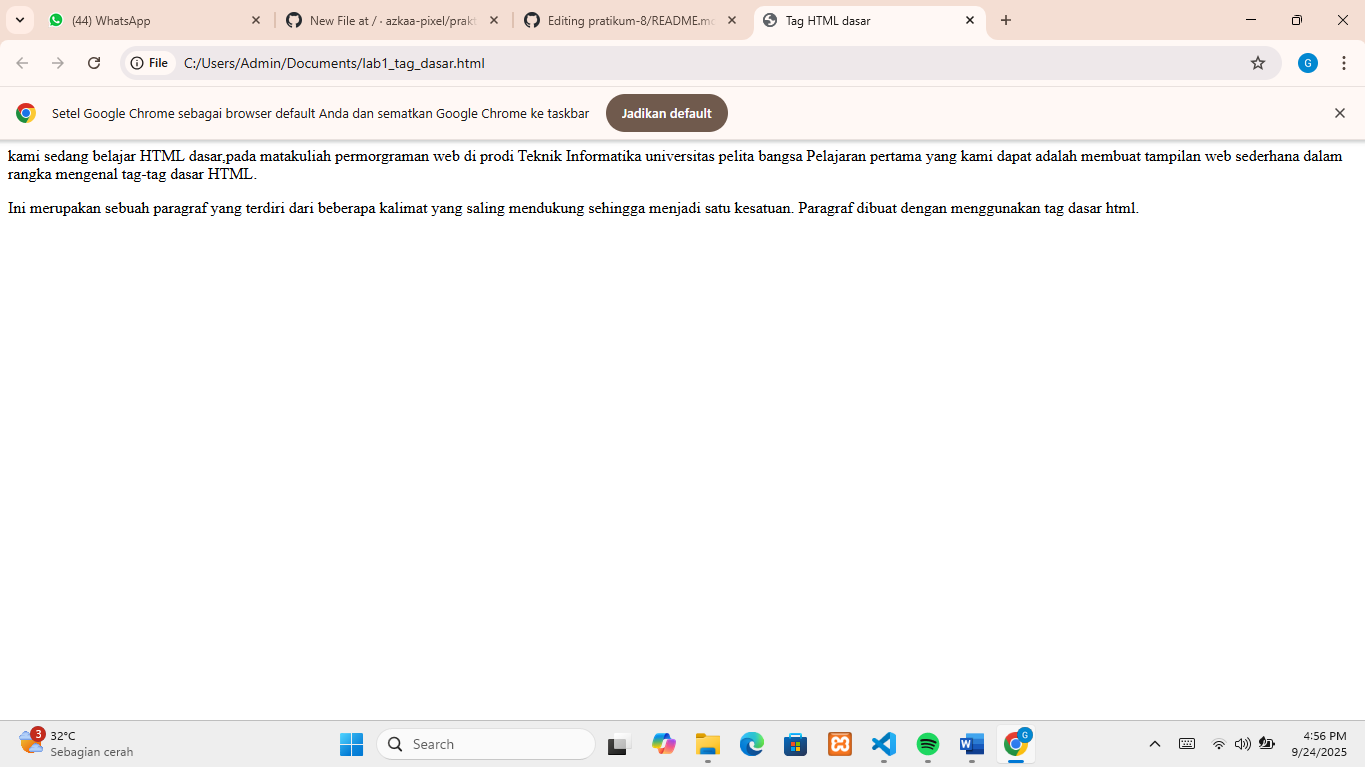 (44) WhatsApp
New File at / · azkaa-pixel/prakt
Editing pratikum-8/README.md
Tag HTML dasar
File
C:/Users/Admin/Documents/lab1_tag_dasar.html
G
Setel Google Chrome sebagai browser default Anda dan sematkan Google Chrome ke taskbar
Jadikan default
kami sedang belajar HTML dasar,pada matakuliah permorgraman web di prodi Teknik Informatika universitas pelita bangsa Pelajaran pertama yang kami dapat adalah membuat tampilan web sederhana dalam
rangka mengenal tag-tag dasar HTML.
Ini merupakan sebuah paragraf yang terdiri dari beberapa kalimat yang saling mendukung sehingga menjadi satu kesatuan. Paragraf dibuat dengan menggunakan tag dasar html.
3
32°C
Sebagian cerah
Search
G
4:56 PM
9/24/2025